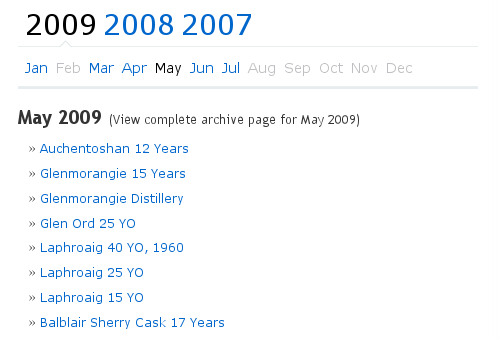 2009 2008 2007
Jan Feb Mar Apr May Jun Jul Aug Sep Oct Nov Dec
May 2009 (View complete archive page for May 2009)
» Auchentoshan 12 Years
» Glenmorangie 15 Years
» Glenmorangie Distillery
» Glen Ord 25 YO
» Laphroaig 40 YO, 1960
» Laphroaig 25 YO
» Laphroaig 15 YO
» Balblair Sherry Cask 17 Years